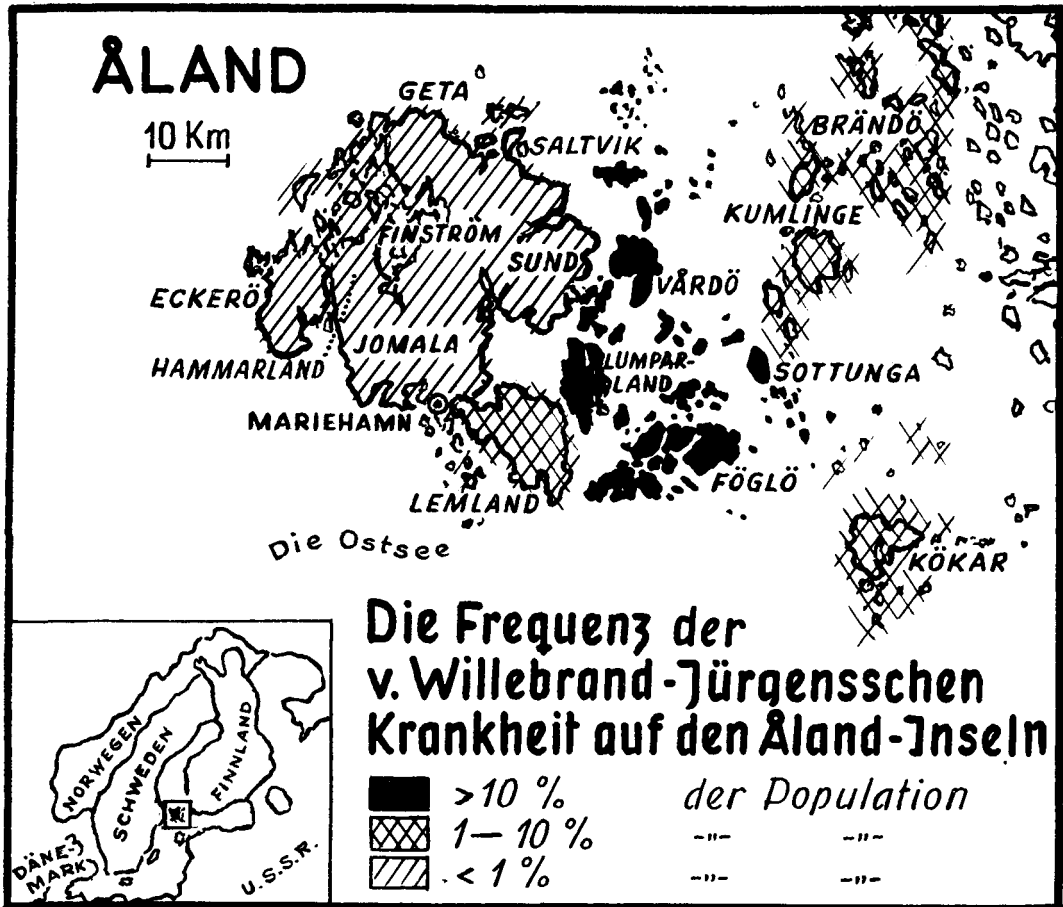 ÅLAND
10 Km
GETA
SALTVIK
BRÄNDÖ
KUMLINGE
FINSTRÖM
SUND
VÅRDÖ
ECKERÖ
JOMALA
HAMMARLAND
LUMPAR-
LAND
SOTTUNGA
MARIEHAMN
LEMLAND
FÖGLÖ
Die Ostsee
KÖKAR
Die Frequenz der
v. Willebrand-Jürgensschen
Krankheit auf den Åland-Inseln
>10 % der Population
1—10 % -"- -"-
<1 % -"- -"-
NORWEGEN
SCHWEDEN
FINNLAND
DÄNE-
MARK
U.S.S.R.